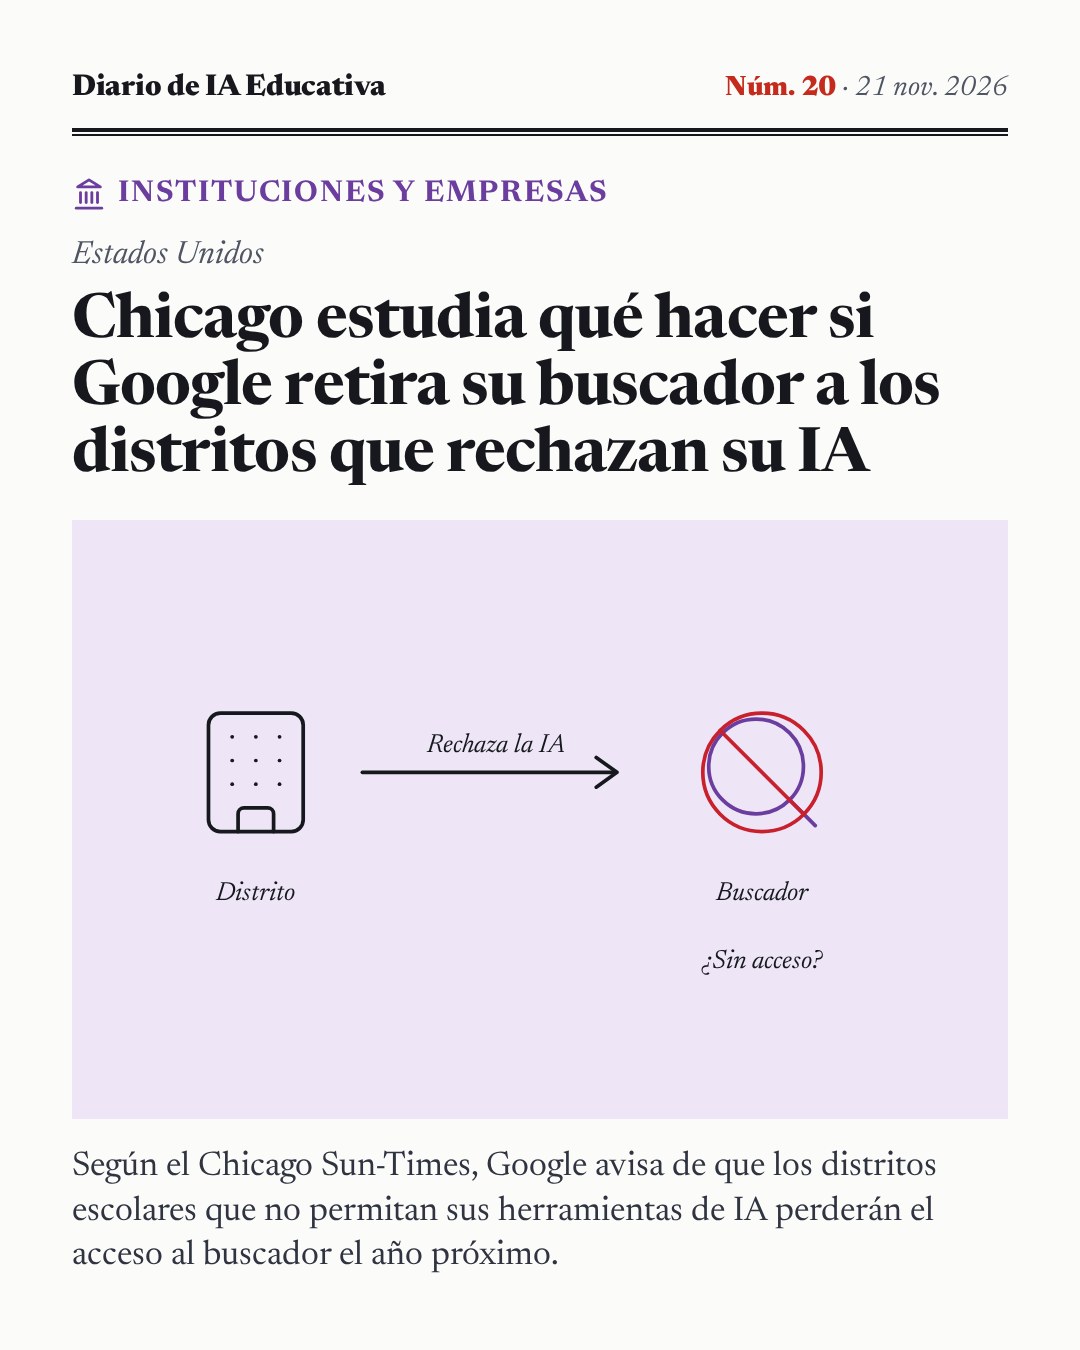 Diario de IA Educativa
Núm. 20 · 21 nov. 2026
INSTITUCIONES Y EMPRESAS
Estados Unidos
Chicago estudia qué hacer si
Google retira su buscador a los
distritos que rechazan su IA
Rechaza la IA
Distrito
Buscador
¿Sin acceso?
Según el Chicago Sun-Times, Google avisa de que los distritos
escolares que no permitan sus herramientas de IA perderán el
acceso al buscador el año próximo.